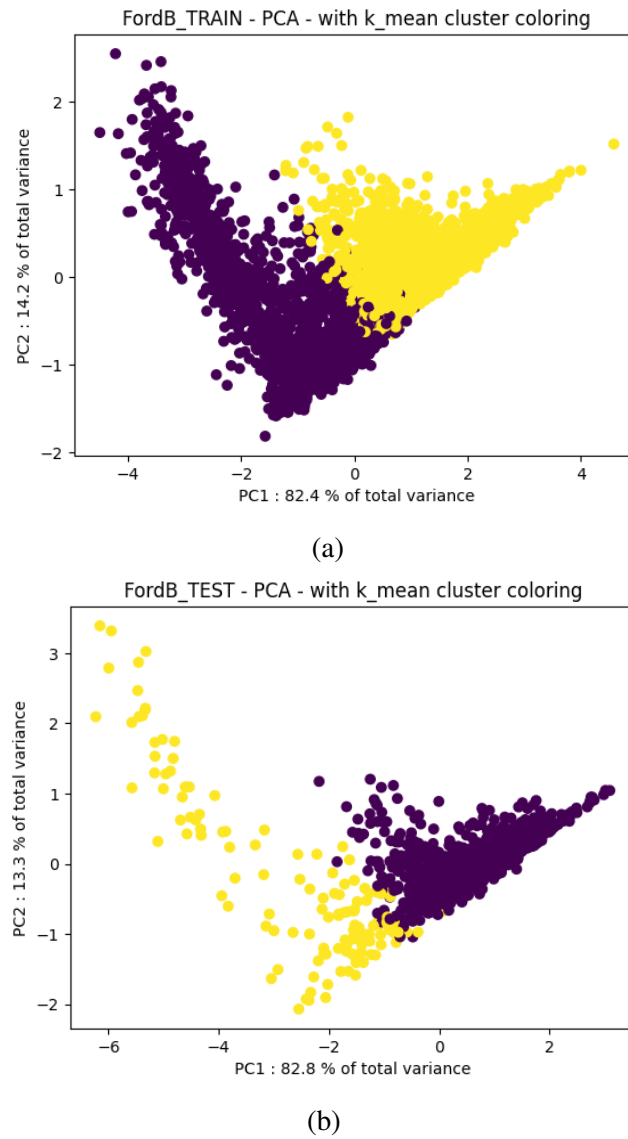 FordB_TRAIN - PCA - with k_mean cluster coloring
2
1
0
−1
−2
PC2 : 14.2 % of total variance
−4
−2
0
2
4
PC1 : 82.4 % of total variance
(a)
FordB_TEST - PCA - with k_mean cluster coloring
3
2
1
0
−1
−2
PC2 : 13.3 % of total variance
−6
−4
−2
0
2
PC1 : 82.8 % of total variance
(b)